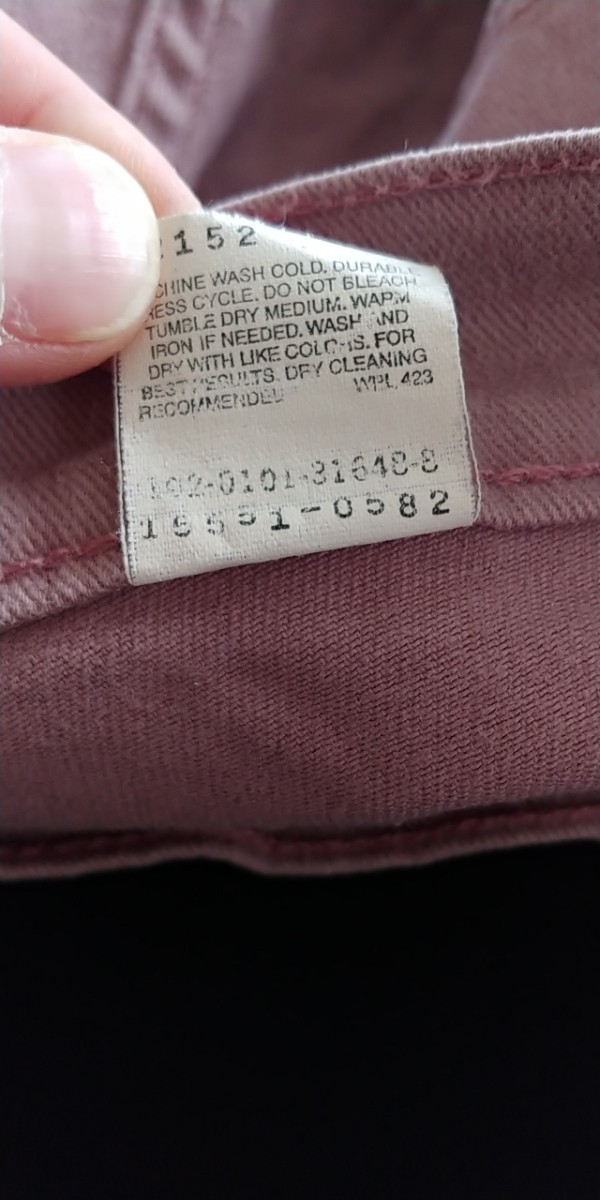 152
CHINE WASH COLD. DURABLE
RESS CYCLE. DO NOT BLEACH
TUMBLE DRY MEDIUM. WARM
IRON IF NEEDED. WASH AND
DRY WITH LIKE COLORS. FOR
BEST RESULTS, DRY CLEANING
RECOMMENDED WPL 423
-0101-31648-8
-0582